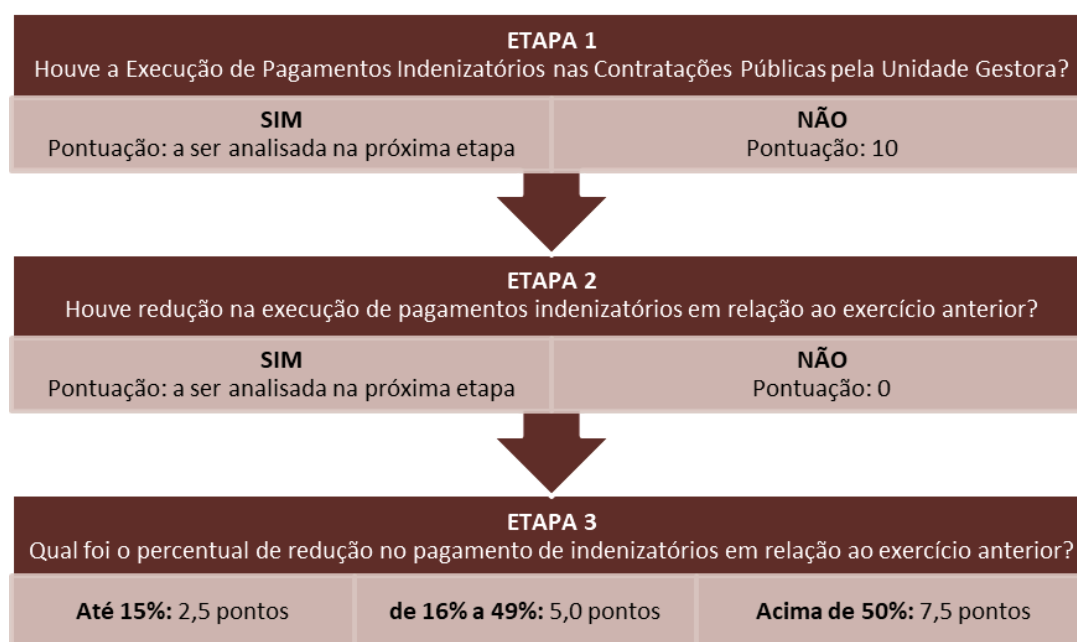 ETAPA 1
Houve a Execução de Pagamentos Indenizatórios nas Contratações Públicas pela Unidade Gestora?
SIM
Pontuação: a ser analisada na próxima etapa
NÃO
Pontuação: 10
ETAPA 2
Houve redução na execução de pagamentos indenizatórios em relação ao exercício anterior?
SIM
Pontuação: a ser analisada na próxima etapa
NÃO
Pontuação: 0
ETAPA 3
Qual foi o percentual de redução no pagamento de indenizatórios em relação ao exercício anterior?
Até 15%: 2,5 pontos
de 16% a 49%: 5,0 pontos
Acima de 50%: 7,5 pontos